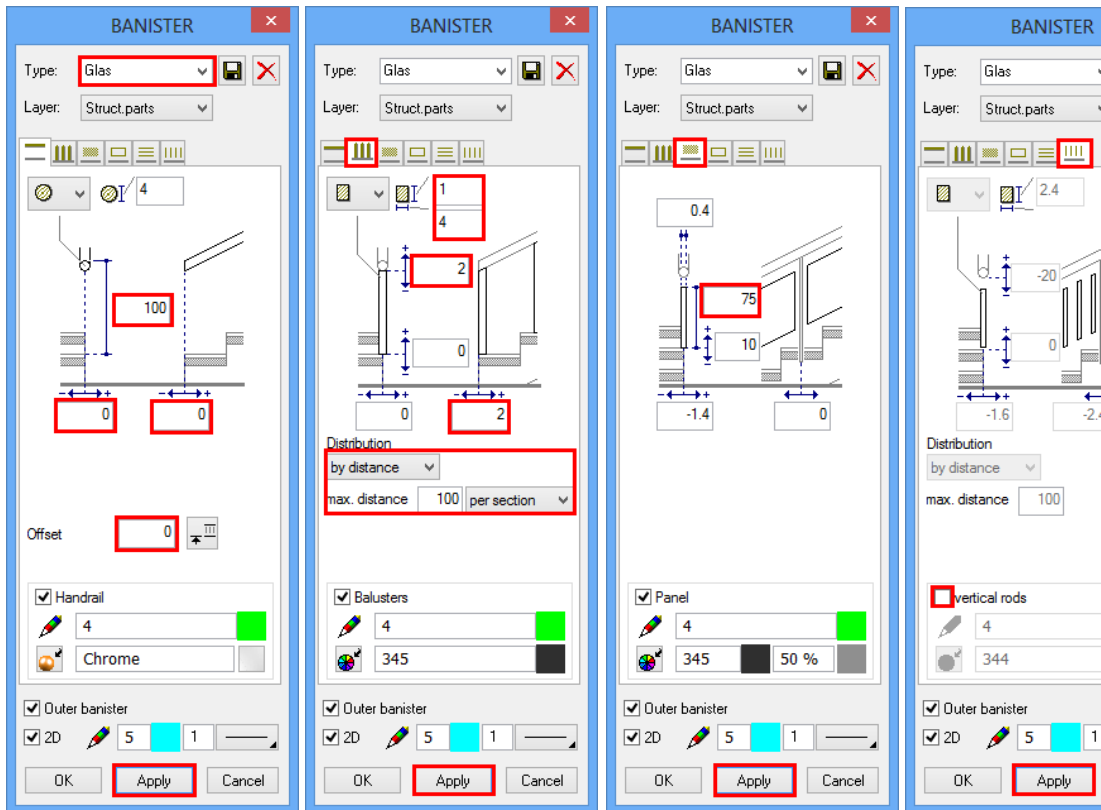 BANISTER
Type: Glas
Layer: Struct.parts
4
100
0 0
Offset 0
Handrail
4
Chrome
Outer banister
2D 5 1
OK Apply Cancel
BANISTER
Type: Glas
Layer: Struct.parts
1
4
2
0
0 2
Distribution
by distance
max. distance 100 per section
Balusters
4
345
Outer banister
2D 5 1
OK Apply Cancel
BANISTER
Type: Glas
Layer: Struct.parts
0.4
75
10
-1.4 0
Panel
4
345 50 %
Outer banister
2D 5 1
OK Apply Cancel
BANISTER
Type: Glas
Layer: Struct.parts
2.4
-20
0
-1.6 -2.4
Distribution
by distance
max. distance 100
vertical rods
4
344
Outer banister
2D 5 1
OK Apply